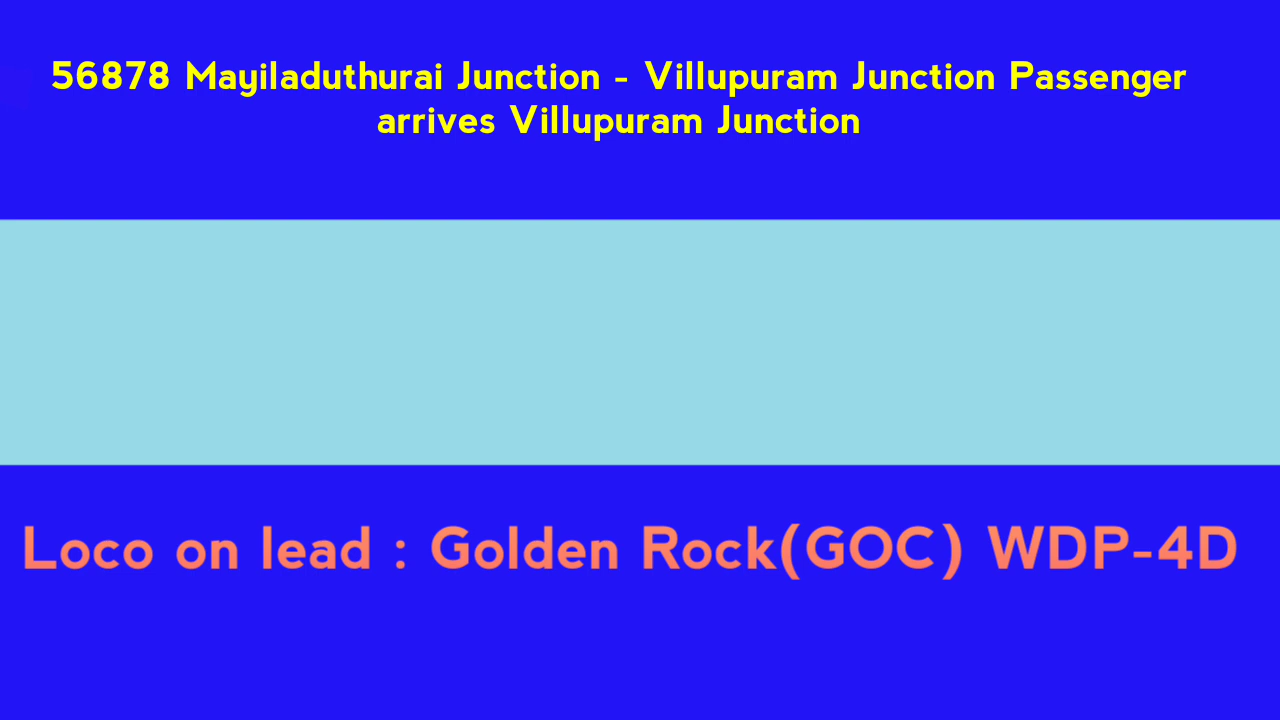 56878 Mayiladuthurai Junction - Villupuram Junction Passenger
arrives Villupuram Junction
Loco on lead : Golden Rock(GOC) WDP-4D